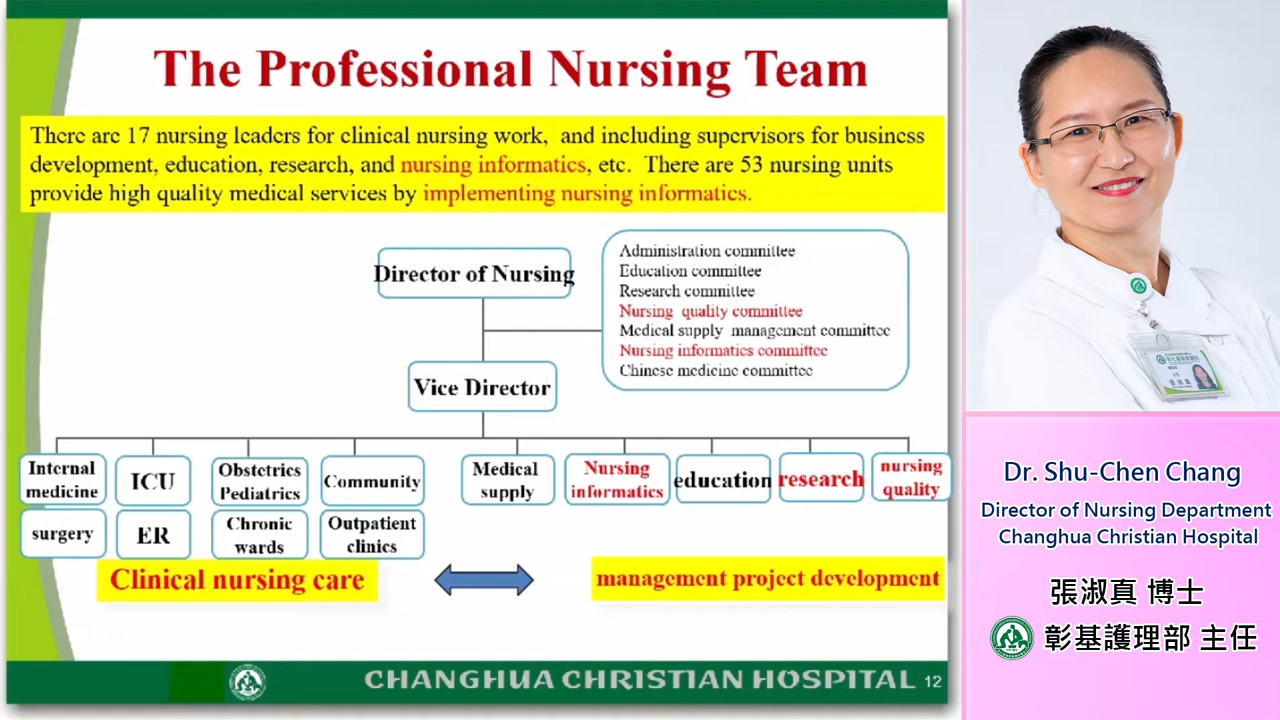 The Professional Nursing Team
There are 17 nursing leaders for clinical nursing work, and including supervisors for business
development, education, research, and nursing informatics, etc. There are 53 nursing units
provide high quality medical services by implementing nursing informatics.
Director of Nursing
Administration committee
Education committee
Research committee
Nursing quality committee
Medical supply management committee
Nursing informatics committee
Chinese medicine committee
Vice Director
Internal
medicine
ICU
Obstetrics
Pediatrics
Community
Medical
supply
Nursing
informatics
education
research
nursing
quality
surgery
ER
Chronic
wards
Outpatient
clinics
Clinical nursing care
management project development
CHANGHUA CHRISTIAN HOSPITAL 12
Dr. Shu-Chen Chang
Director of Nursing Department
Changhua Christian Hospital
張淑真 博士
彰基護理部 主任